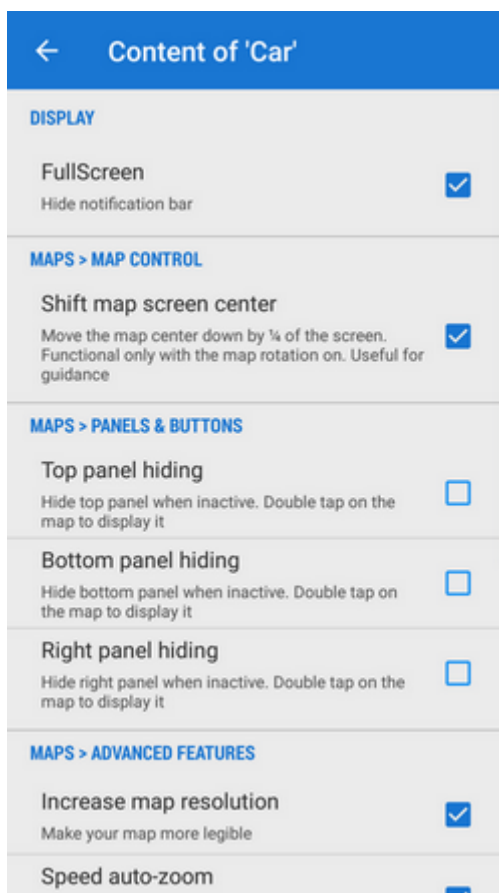 Content of 'Car'
DISPLAY
FullScreen
Hide notification bar
MAPS > MAP CONTROL
Shift map screen center
Move the map center down by ¼ of the screen.
Functional only with the map rotation on. Useful for
guidance
MAPS > PANELS & BUTTONS
Top panel hiding
Hide top panel when inactive. Double tap on the
map to display it
Bottom panel hiding
Hide bottom panel when inactive. Double tap on
the map to display it
Right panel hiding
Hide right panel when inactive. Double tap on the
map to display it
MAPS > ADVANCED FEATURES
Increase map resolution
Make your map more legible
Speed auto-zoom